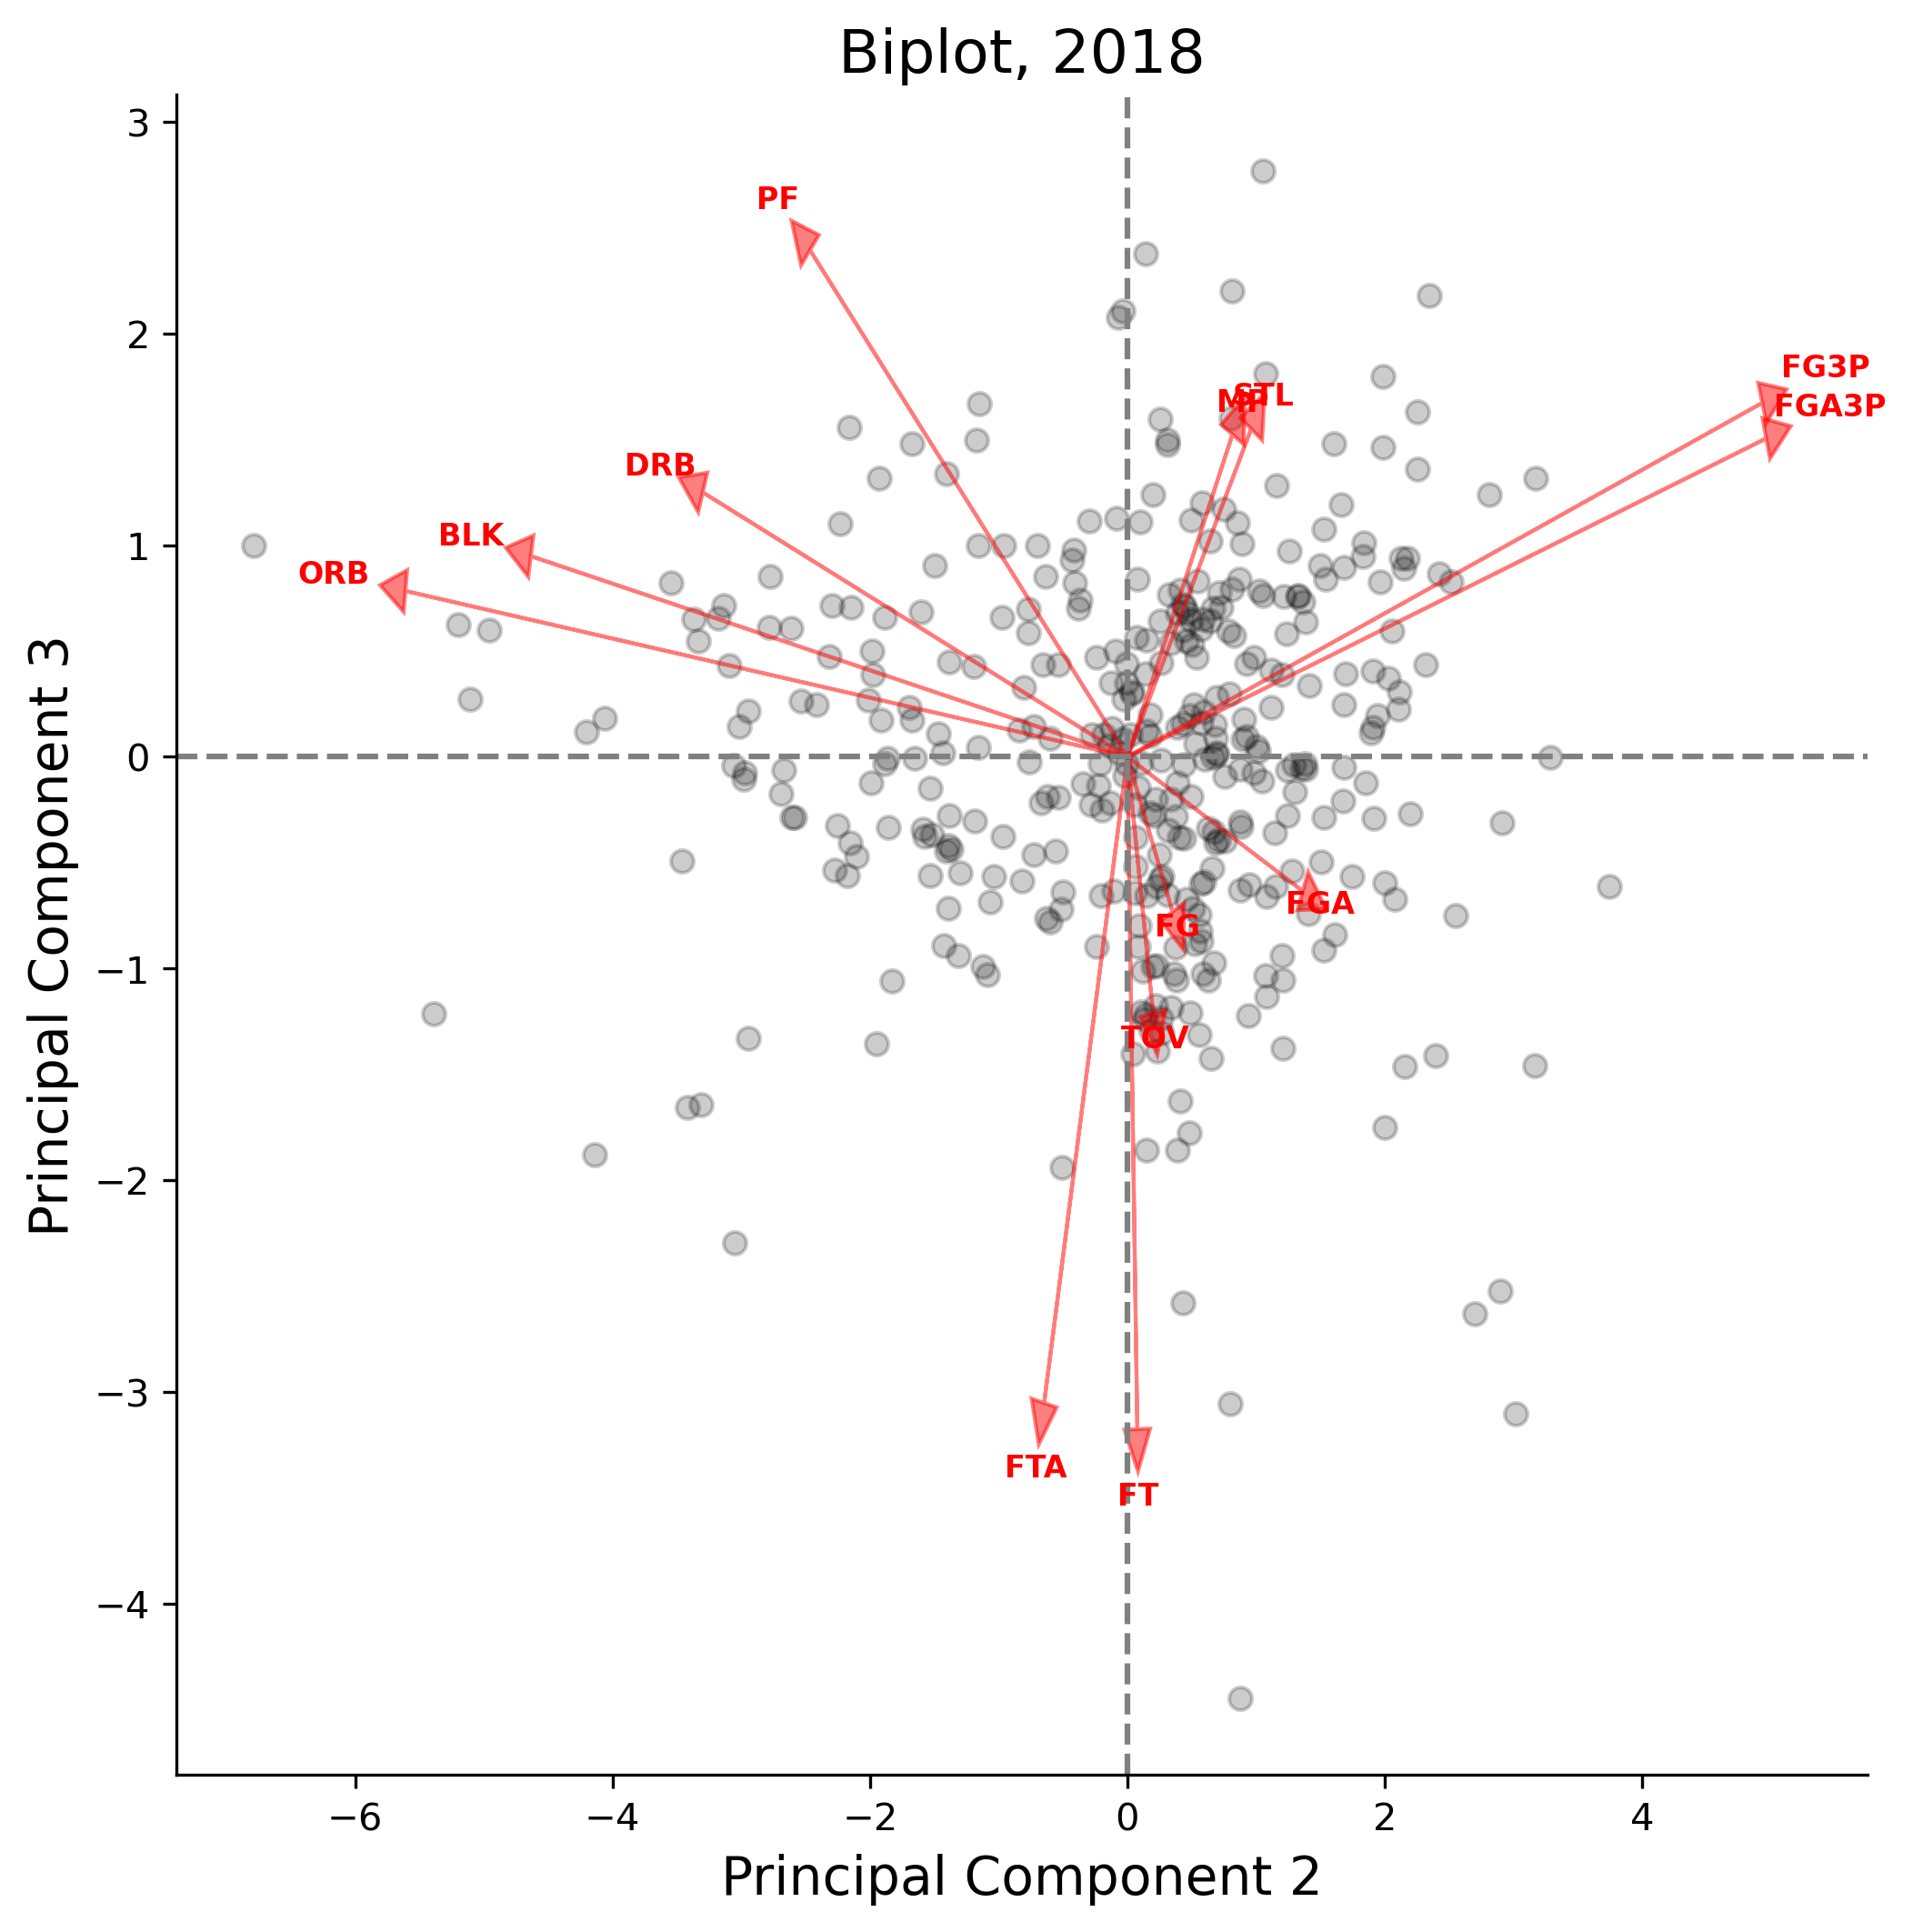 Biplot, 2018
3
PF
2
FG3P
STL
MP
FGA3P
DRB
1
BLK
ORB
Principal Component 3
0
FGA
FG
−1
TOV
−2
−3
FTA
FT
−4
−6 −4 −2 0 2 4
Principal Component 2